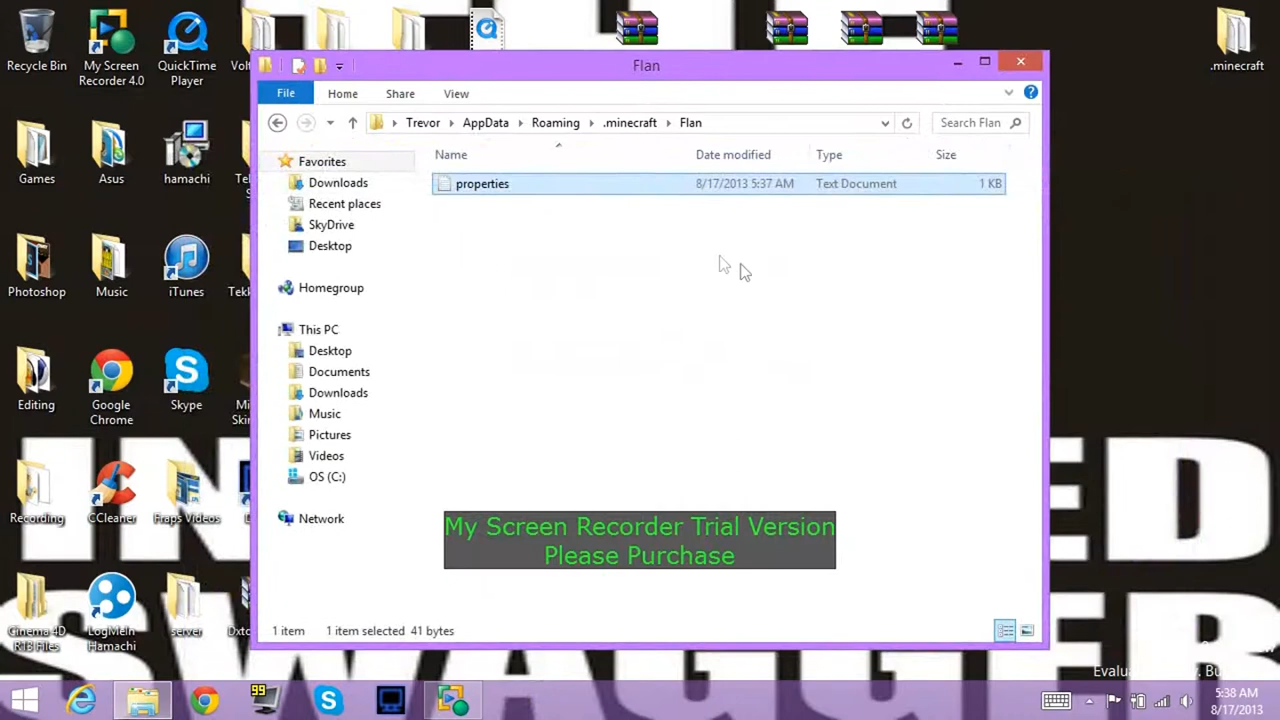 Recycle Bin
My Screen
Recorder 4.0
QuickTime
Player
.minecraft
Games
Asus
hamachi
Photoshop
Music
iTunes
Editing
Google
Chrome
Skype
Recording
CCleaner
Fraps Videos
Cinema 4D
R13 Files
LogMeIn
Hamachi
server
SWAGGER
Flan
File
Home
Share
View
Trevor
AppData
Roaming
.minecraft
Flan
Search Flan
Name
Date modified
Type
Size
properties
8/17/2013 5:37 AM
Text Document
1 KB
Favorites
Downloads
Recent places
SkyDrive
Desktop
Homegroup
This PC
Desktop
Documents
Downloads
Music
Pictures
Videos
OS (C:)
Network
My Screen Recorder Trial Version
Please Purchase
1 item
1 item selected 41 bytes
99
5:38 AM
8/17/2013